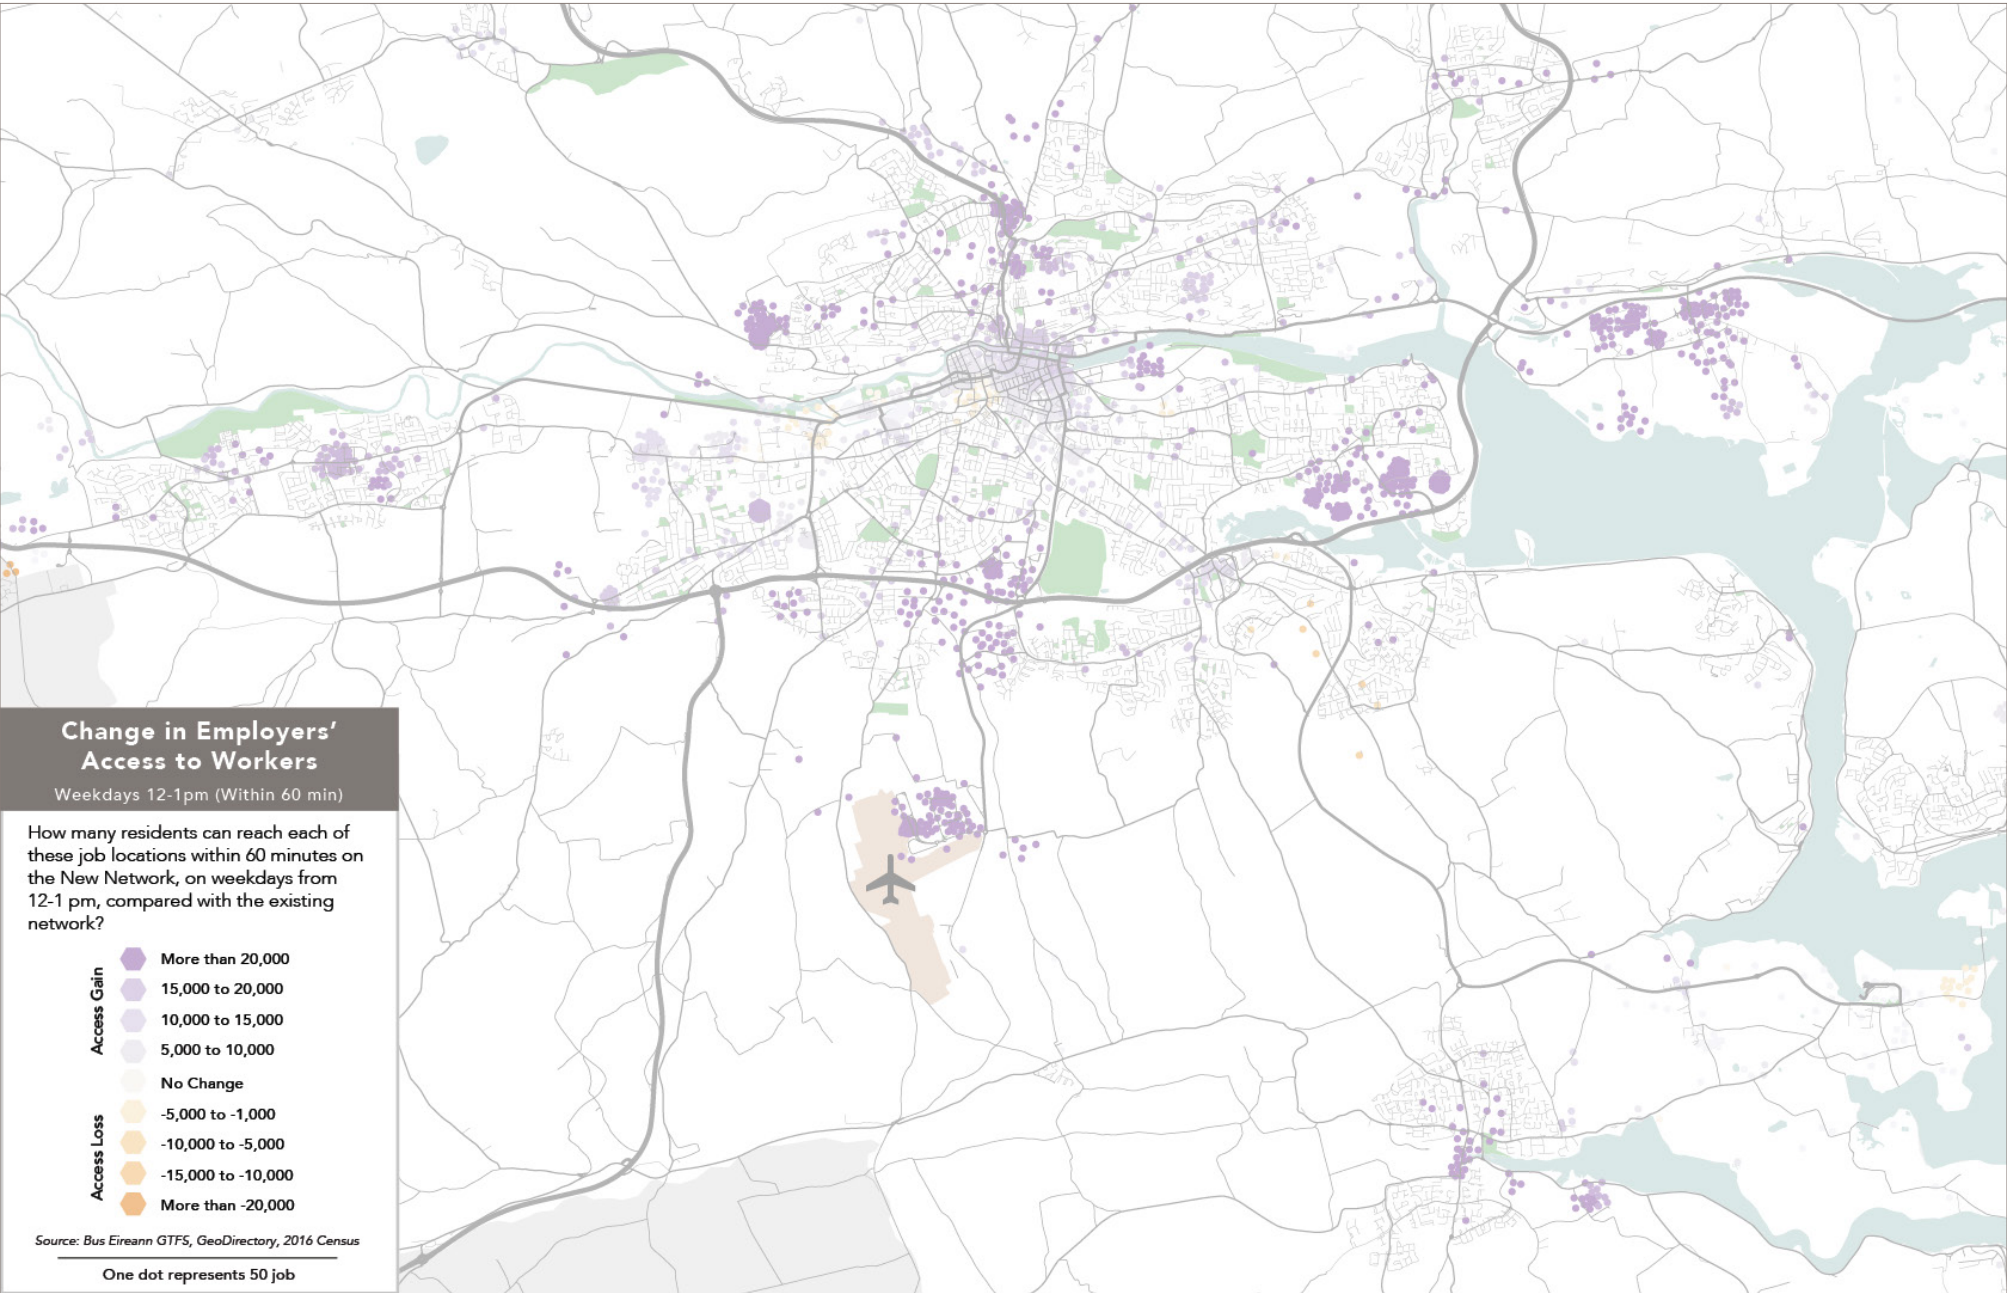 Change in Employers’
Access to Workers
Weekdays 12-1pm (Within 60 min)
How many residents can reach each of
these job locations within 60 minutes on
the New Network, on weekdays from
12-1 pm, compared with the existing
network?
Access Gain
More than 20,000
15,000 to 20,000
10,000 to 15,000
5,000 to 10,000
No Change
Access Loss
-5,000 to -1,000
-10,000 to -5,000
-15,000 to -10,000
More than -20,000
Source: Bus Eireann GTFS, GeoDirectory, 2016 Census
One dot represents 50 job